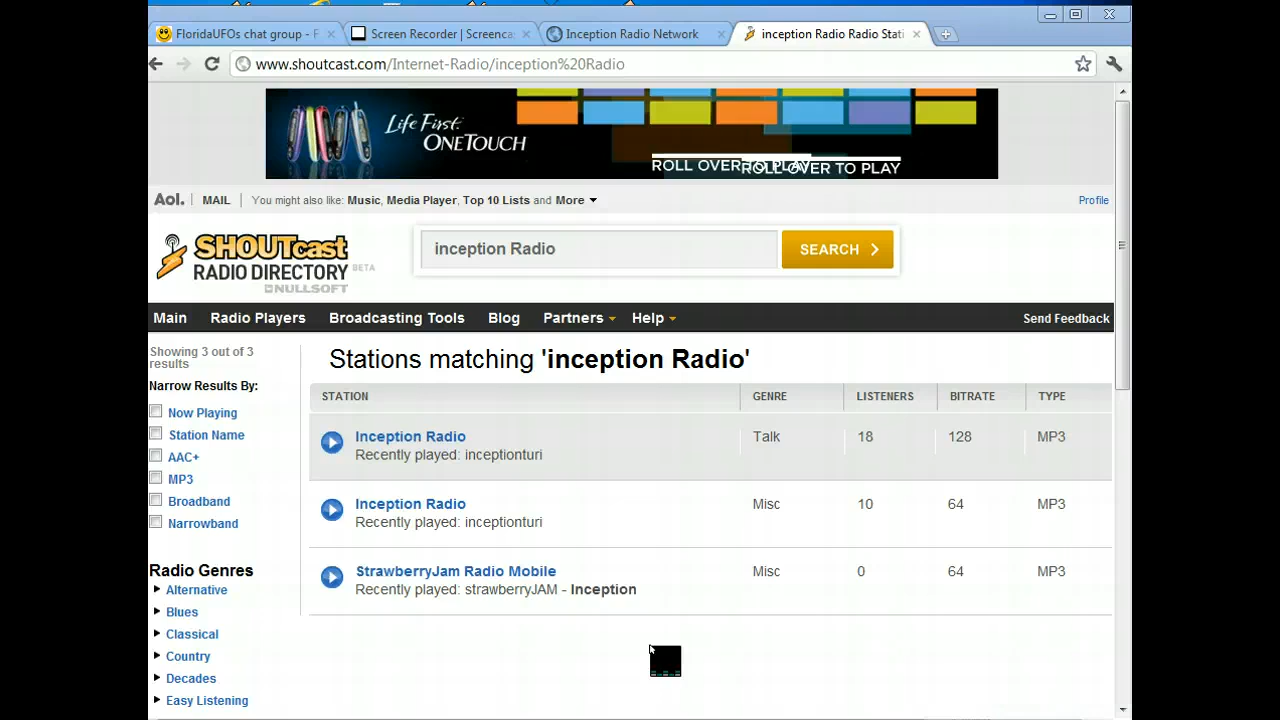 FloridaUFOs chat group - F
Screen Recorder | Screencas
Inception Radio Network
inception Radio Radio Stati
www.shoutcast.com/Internet-Radio/inception%20Radio
Life First.
ONETOUCH
ROLL OVER TO PLAY
ROLL OVER TO PLAY
Aol. | MAIL | You might also like: Music, Media Player, Top 10 Lists and More
Profile
SHOUTcast
RADIO DIRECTORY BETA
NULLSOFT
inception Radio
SEARCH
Main Radio Players Broadcasting Tools Blog Partners Help
Send Feedback
Showing 3 out of 3
results
Narrow Results By:
Now Playing
Station Name
AAC+
MP3
Broadband
Narrowband
Radio Genres
Alternative
Blues
Classical
Country
Decades
Easy Listening
Stations matching 'inception Radio'
STATION GENRE LISTENERS BITRATE TYPE
Inception Radio Talk 18 128 MP3
Recently played: inceptionturi
Inception Radio Misc 10 64 MP3
Recently played: inceptionturi
StrawberryJam Radio Mobile Misc 0 64 MP3
Recently played: strawberryJAM - Inception